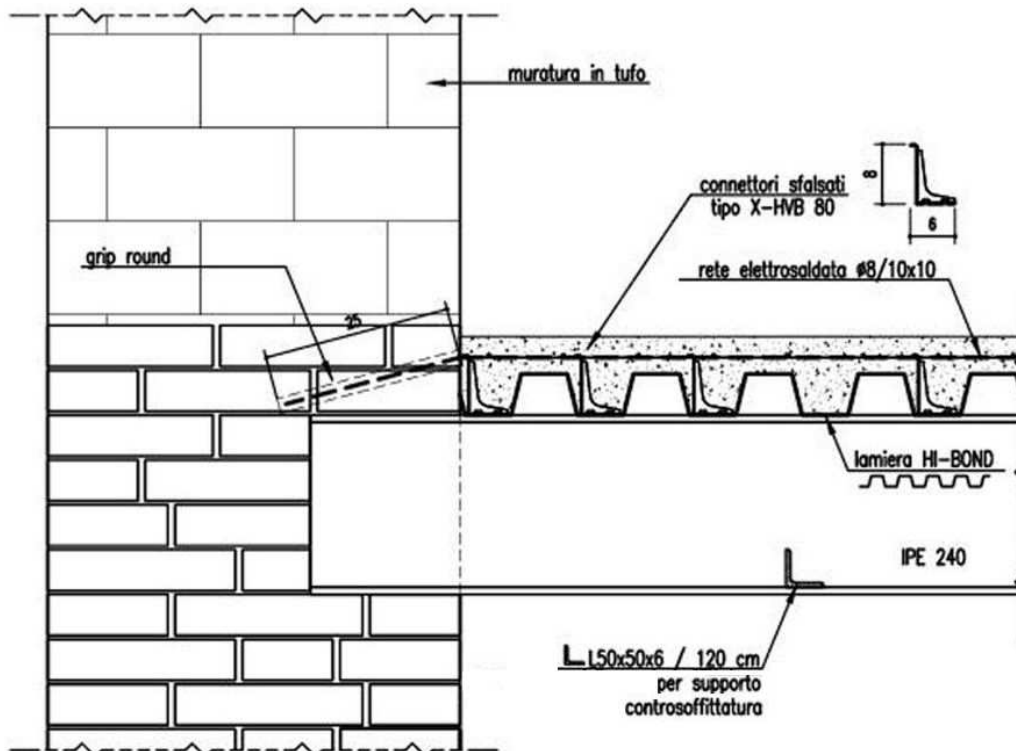 muratura in tufo
8
connettori sfalsati
tipo X-HVB 80
6
grip round
rete elettrosaldata ø8/10x10
25
lamiera HI-BOND
IPE 240
L50x50x6 / 120 cm
per supporto
controsoffittatura